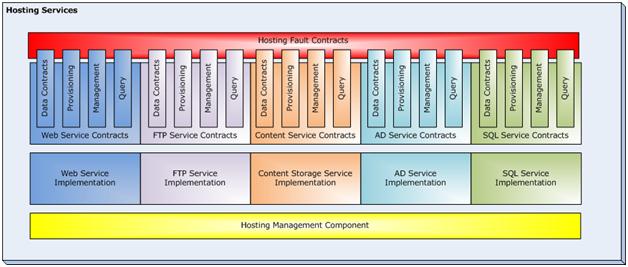 Hosting Services
Hosting Fault Contracts
Data Contracts
Provisioning
Management
Query
Data Contracts
Provisioning
Management
Query
Data Contracts
Provisioning
Management
Query
Data Contracts
Provisioning
Management
Query
Data Contracts
Provisioning
Management
Query
Web Service Contracts
FTP Service Contracts
Content Service Contracts
AD Service Contracts
SQL Service Contracts
Web Service
Implementation
FTP Service
Implementation
Content Storage Service
Implementation
AD Service
Implementation
SQL Service
Implementation
Hosting Management Component